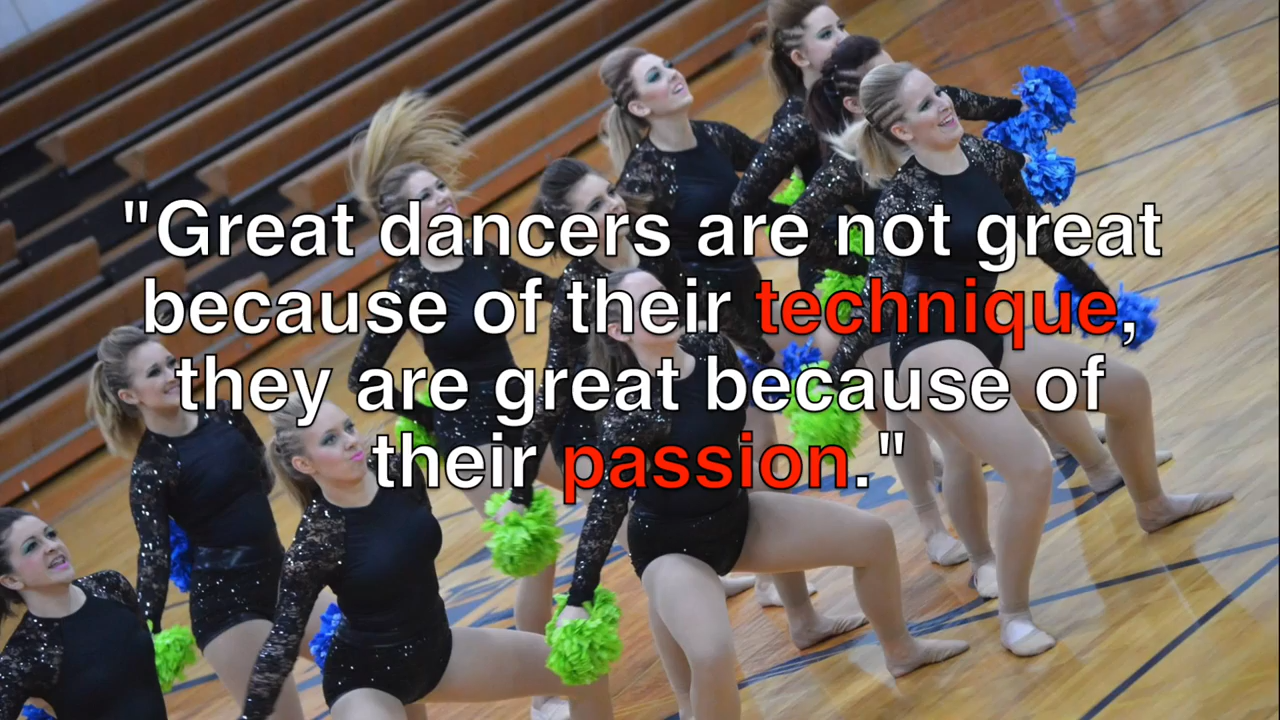 "Great dancers are not great
because of their technique,
they are great because of
their passion."